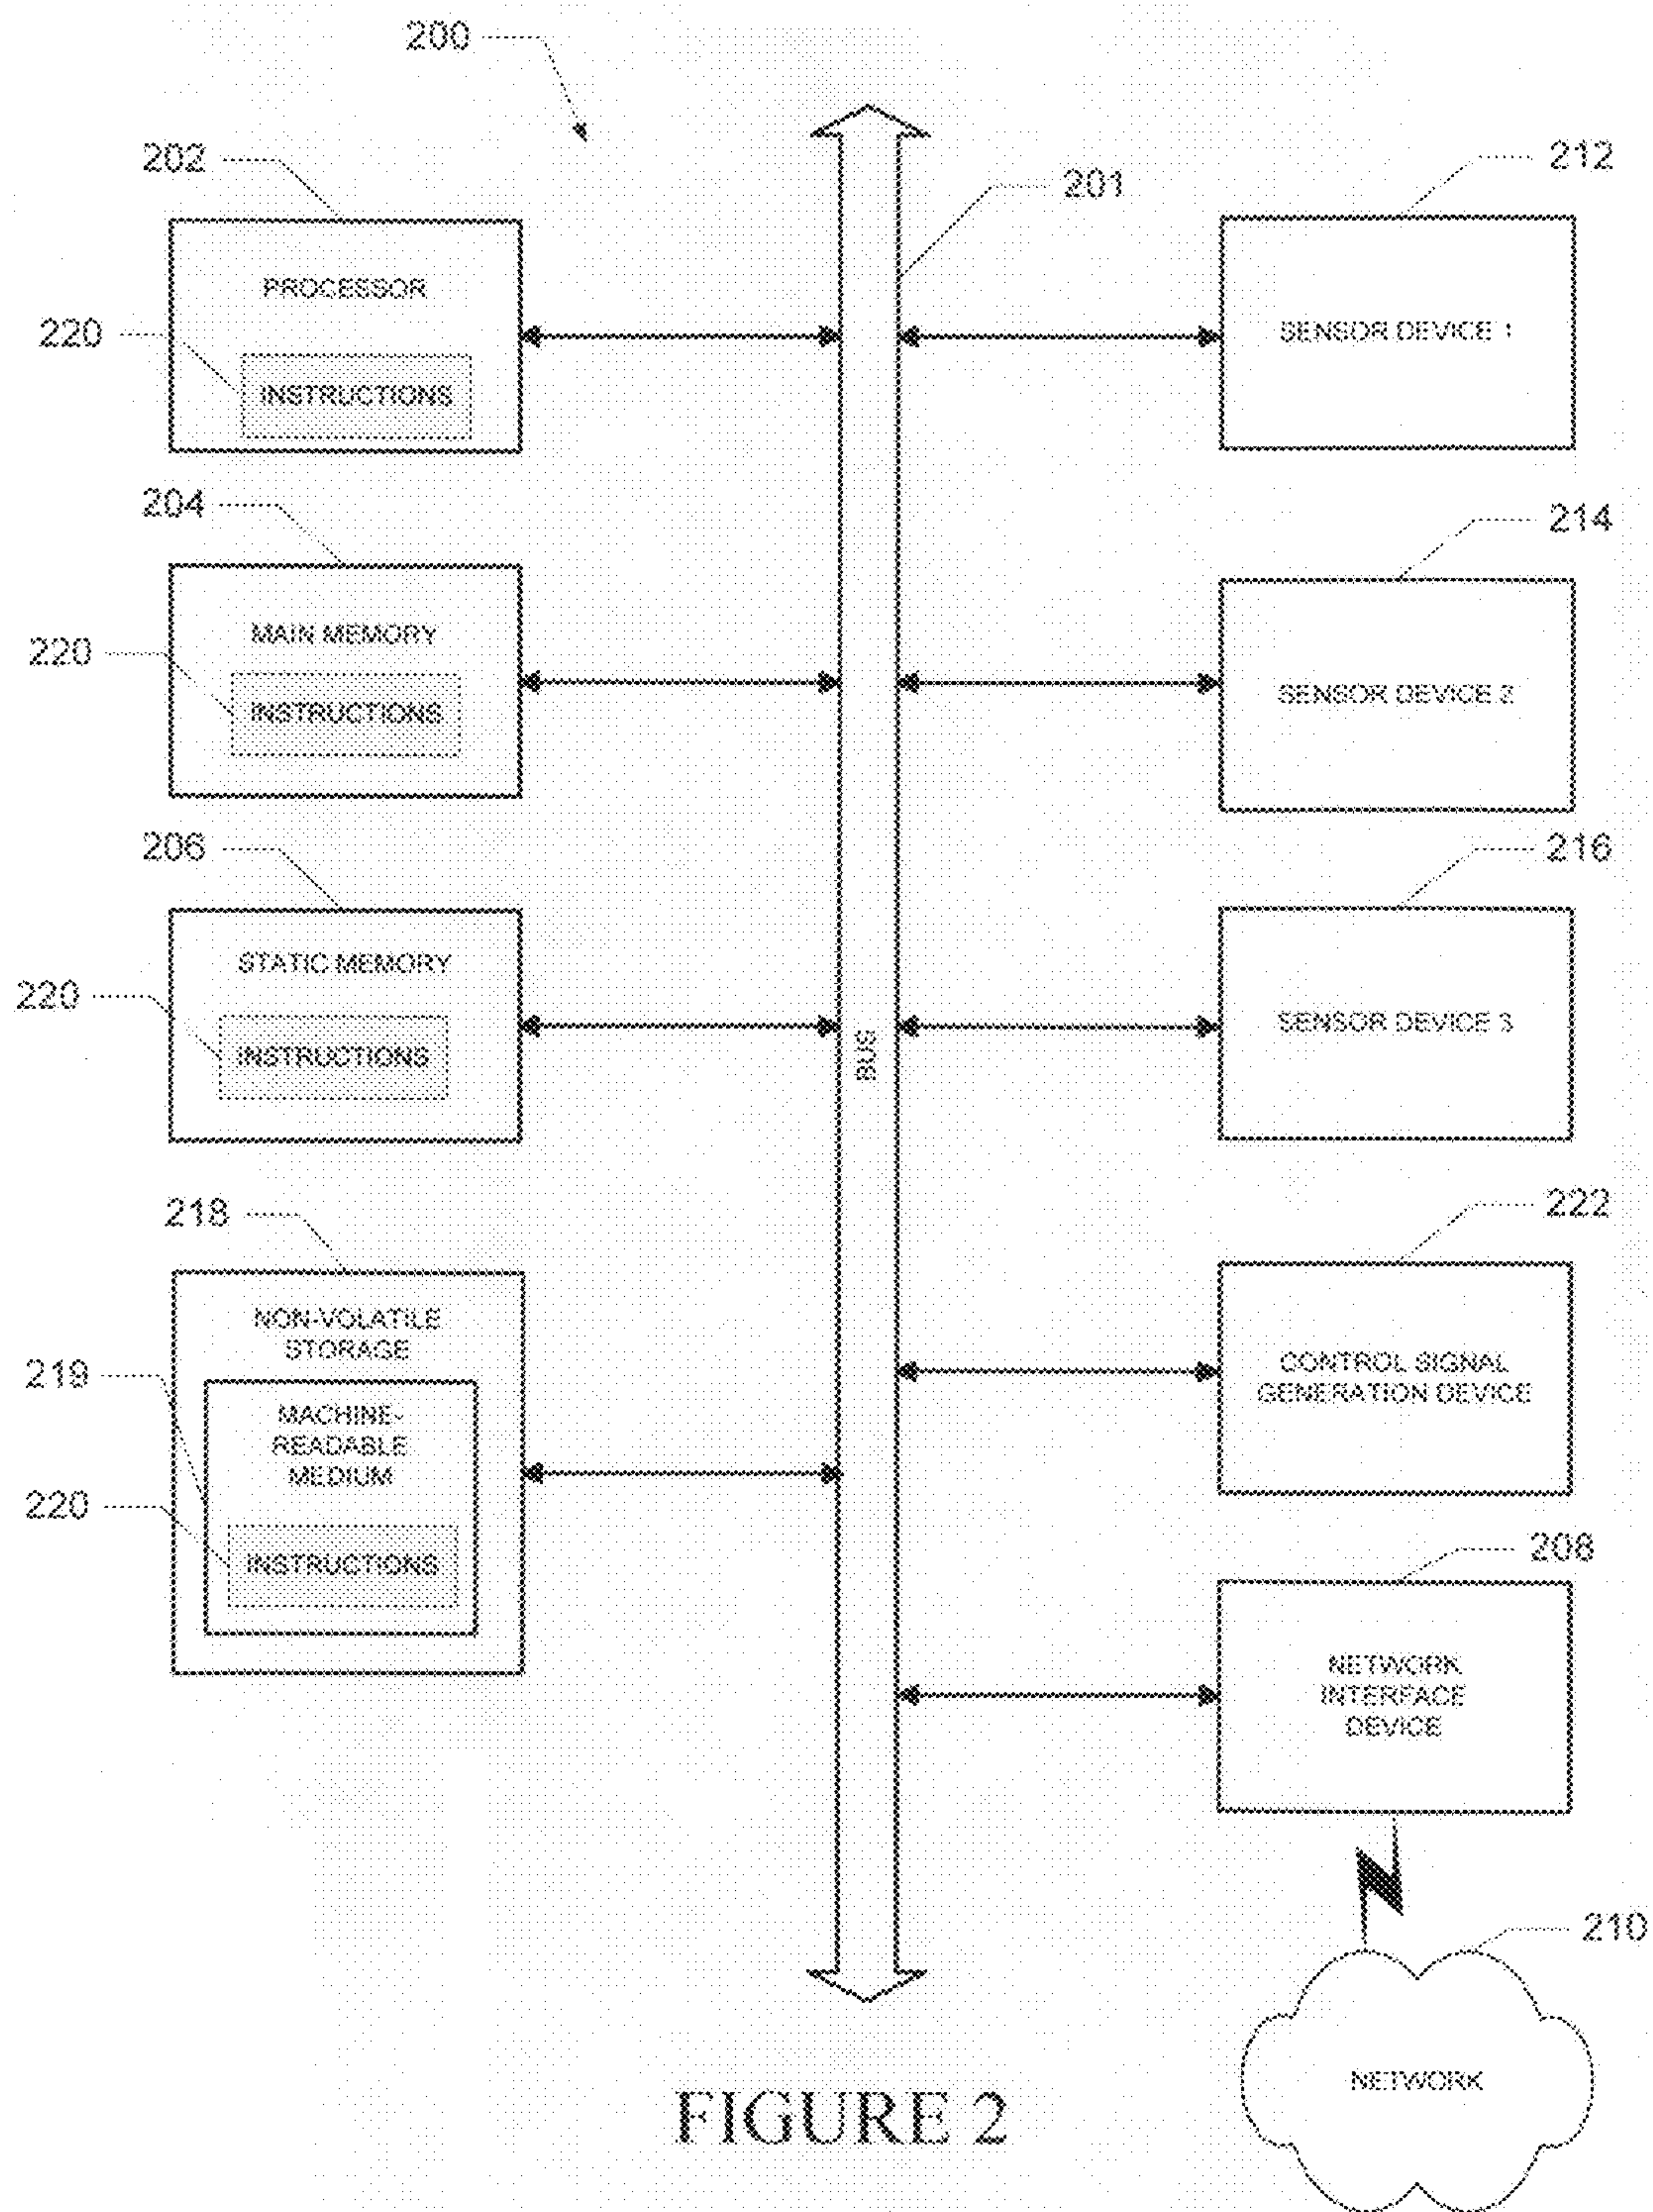 200
202
PROCESSOR
220
INSTRUCTIONS
204
MAIN MEMORY
220
INSTRUCTIONS
206
STATIC MEMORY
220
INSTRUCTIONS
218
NON-VOLATILE
STORAGE
219
MACHINE-
READABLE
MEDIUM
220
INSTRUCTIONS
201
BUS
212
SENSOR DEVICE 1
214
SENSOR DEVICE 2
216
SENSOR DEVICE 3
222
CONTROL SIGNAL
GENERATION DEVICE
208
NETWORK
INTERFACE
DEVICE
210
NETWORK
FIGURE 2